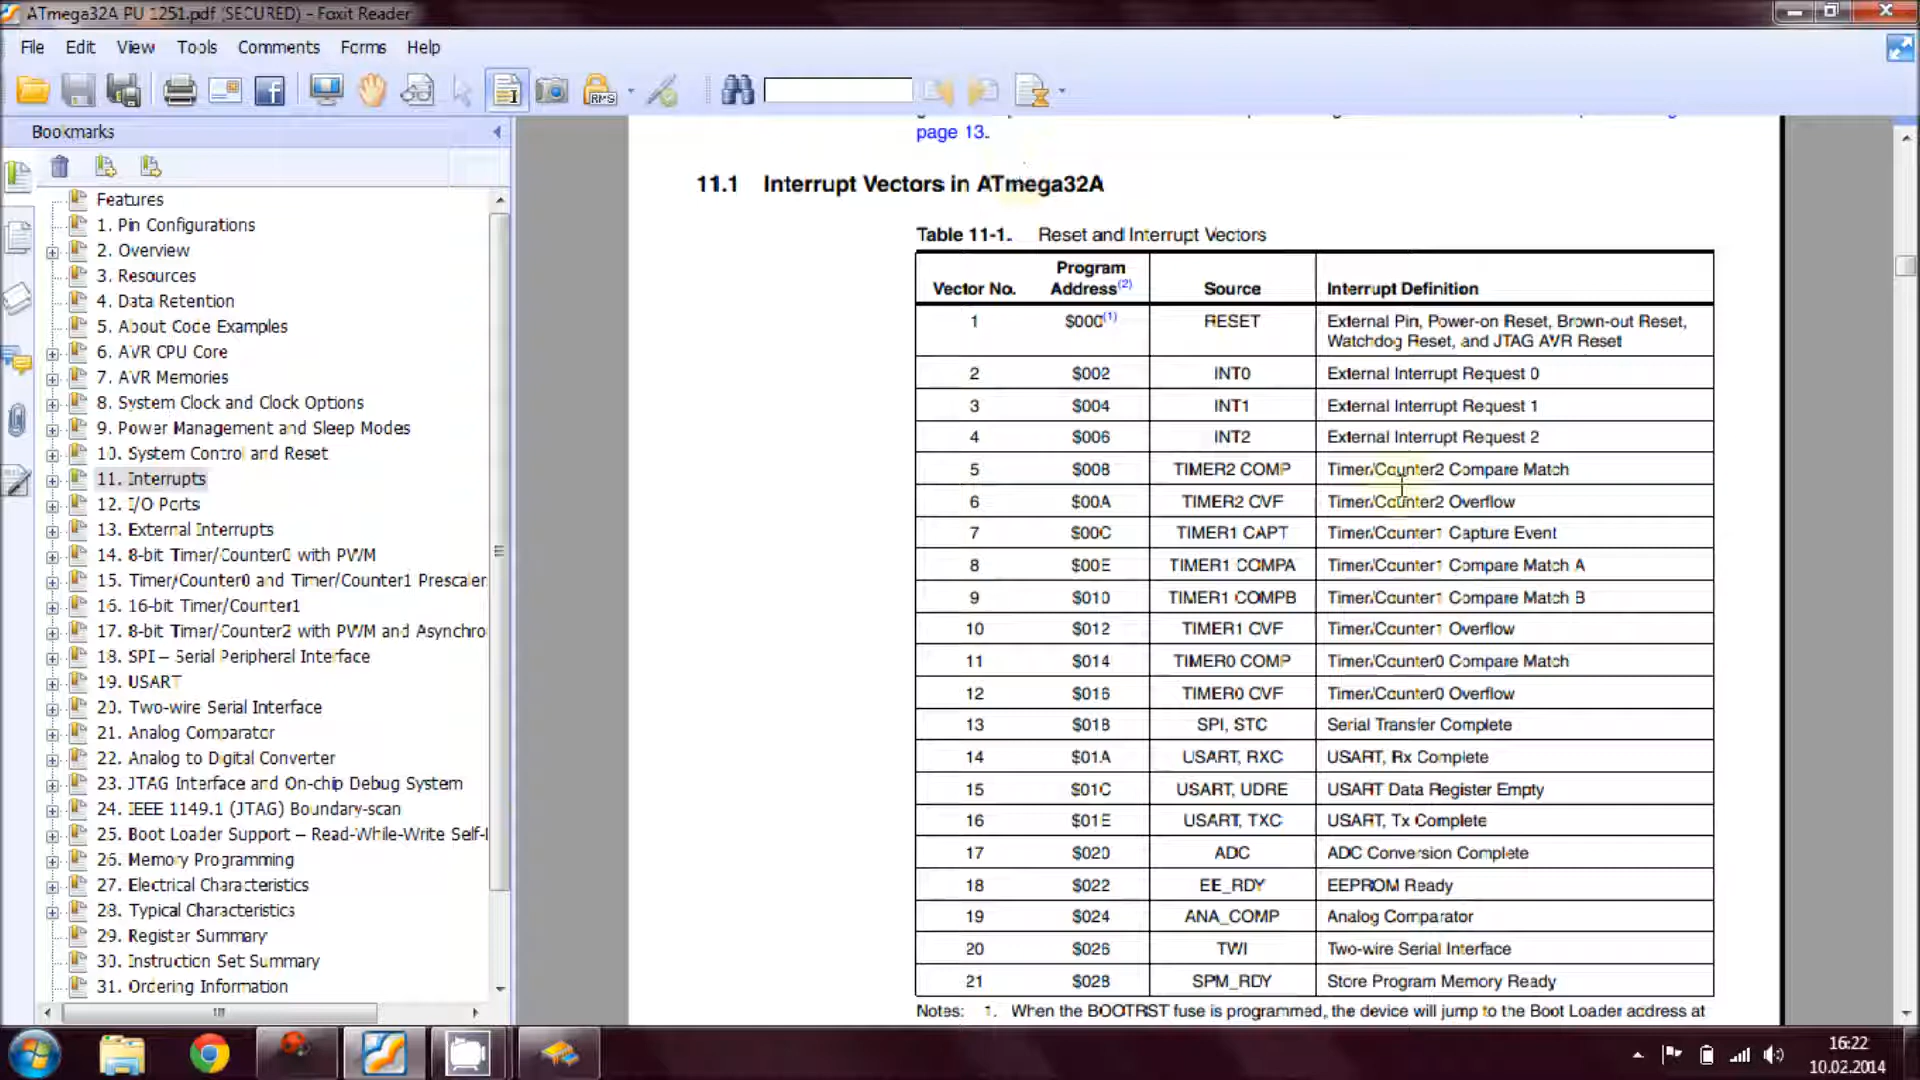 ATmega32A PU 1251.pdf (SECURED) - Foxit Reader
File Edit View Tools Comments Forms Help
RMS
Bookmarks
Features
1. Pin Configurations
2. Overview
3. Resources
4. Data Retention
5. About Code Examples
6. AVR CPU Core
7. AVR Memories
8. System Clock and Clock Options
9. Power Management and Sleep Modes
10. System Control and Reset
11. Interrupts
12. I/O Ports
13. External Interrupts
14. 8-bit Timer/Counter0 with PWM
15. Timer/Counter0 and Timer/Counter1 Prescaler
16. 16-bit Timer/Counter1
17. 8-bit Timer/Counter2 with PWM and Asynchro
18. SPI – Serial Peripheral Interface
19. USART
20. Two-wire Serial Interface
21. Analog Comparator
22. Analog to Digital Converter
23. JTAG Interface and On-chip Debug System
24. IEEE 1149.1 (JTAG) Boundary-scan
25. Boot Loader Support – Read-While-Write Self-
26. Memory Programming
27. Electrical Characteristics
28. Typical Characteristics
29. Register Summary
30. Instruction Set Summary
31. Ordering Information
page 13.
11.1 Interrupt Vectors in ATmega32A
Table 11-1. Reset and Interrupt Vectors
Vector No. Program Address(2) Source Interrupt Definition
1 $000(1) RESET External Pin, Power-on Reset, Brown-out Reset,
Watchdog Reset, and JTAG AVR Reset
2 $002 INT0 External Interrupt Request 0
3 $004 INT1 External Interrupt Request 1
4 $006 INT2 External Interrupt Request 2
5 $008 TIMER2 COMP Timer/Counter2 Compare Match
6 $00A TIMER2 OVF Timer/Counter2 Overflow
7 $00C TIMER1 CAPT Timer/Counter1 Capture Event
8 $00E TIMER1 COMPA Timer/Counter1 Compare Match A
9 $010 TIMER1 COMPB Timer/Counter1 Compare Match B
10 $012 TIMER1 OVF Timer/Counter1 Overflow
11 $014 TIMER0 COMP Timer/Counter0 Compare Match
12 $016 TIMER0 OVF Timer/Counter0 Overflow
13 $018 SPI, STC Serial Transfer Complete
14 $01A USART, RXC USART, Rx Complete
15 $01C USART, UDRE USART Data Register Empty
16 $01E USART, TXC USART, Tx Complete
17 $020 ADC ADC Conversion Complete
18 $022 EE_RDY EEPROM Ready
19 $024 ANA_COMP Analog Comparator
20 $026 TWI Two-wire Serial Interface
21 $028 SPM_RDY Store Program Memory Ready
Notes: 1. When the BOOTRST fuse is programmed, the device will jump to the Boot Loader address at
16:22
10.02.2014